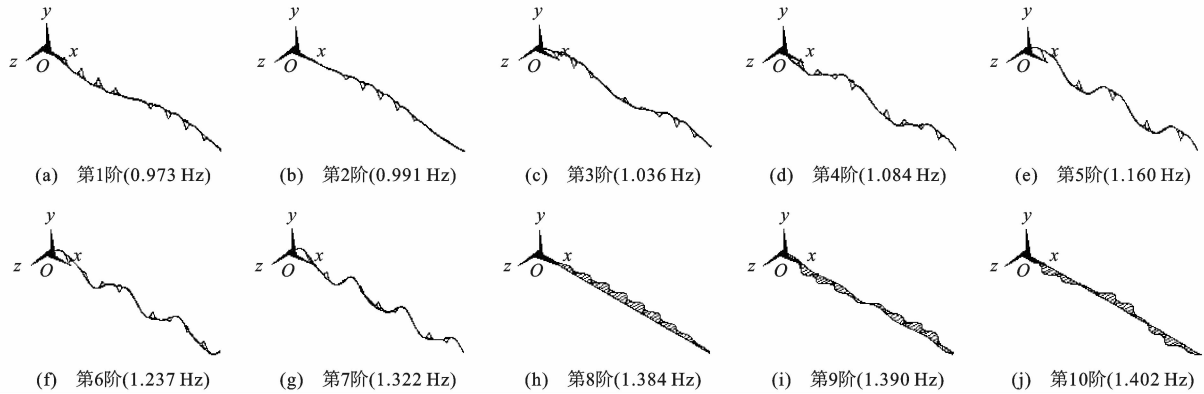 y y y y y
z O x z O x z O x z O x z O x
(a) 第1阶(0.973 Hz) (b) 第2阶(0.991 Hz) (c) 第3阶(1.036 Hz) (d) 第4阶(1.084 Hz) (e) 第5阶(1.160 Hz)
y y y y y
z O x z O x z O x z O x z O x
(f) 第6阶(1.237 Hz) (g) 第7阶(1.322 Hz) (h) 第8阶(1.384 Hz) (i) 第9阶(1.390 Hz) (j) 第10阶(1.402 Hz)